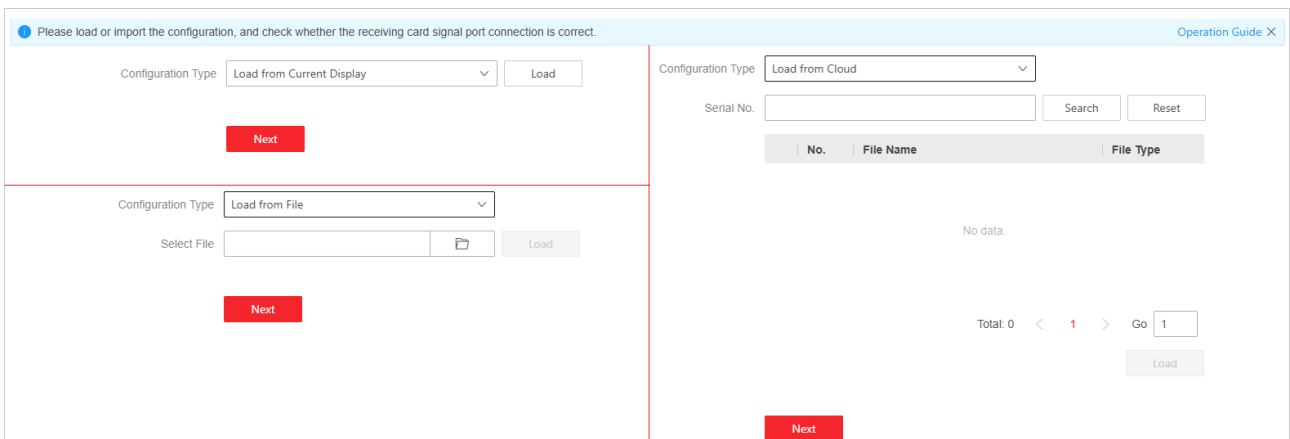 Please load or import the configuration, and check whether the receiving card signal port connection is correct. Operation Guide
Configuration Type Load from Current Display Load
Next
Configuration Type Load from File
Select File Load
Next
Configuration Type Load from Cloud
Serial No. Search Reset
No. File Name File Type
No data.
Total: 0 < 1 > Go 1
Load
Next